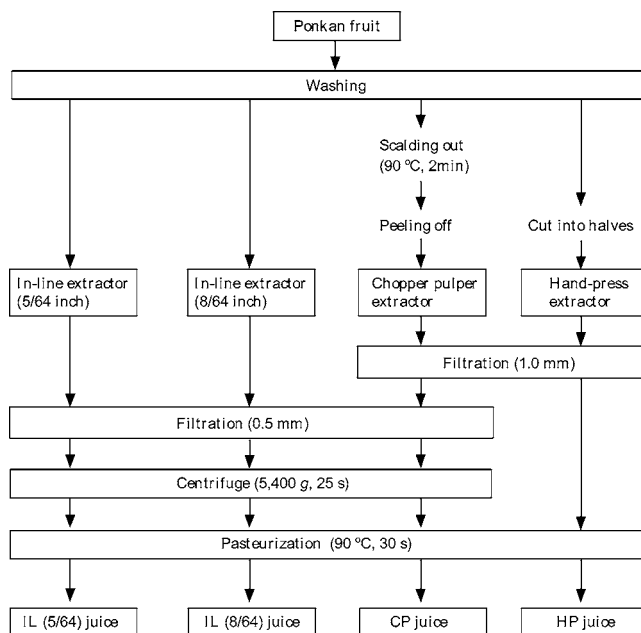 Ponkan fruit
Washing
Scalding out
(90 ºC, 2min)
Peeling off
Cut into halves
In-line extractor
(5/64 inch)
In-line extractor
(8/64 inch)
Chopper pulper
extractor
Hand-press
extractor
Filtration (1.0 mm)
Filtration (0.5 mm)
Centrifuge (5,400 g, 25 s)
Pasteurization (90 ºC, 30 s)
IL (5/64) juice
IL (8/64) juice
CP juice
HP juice